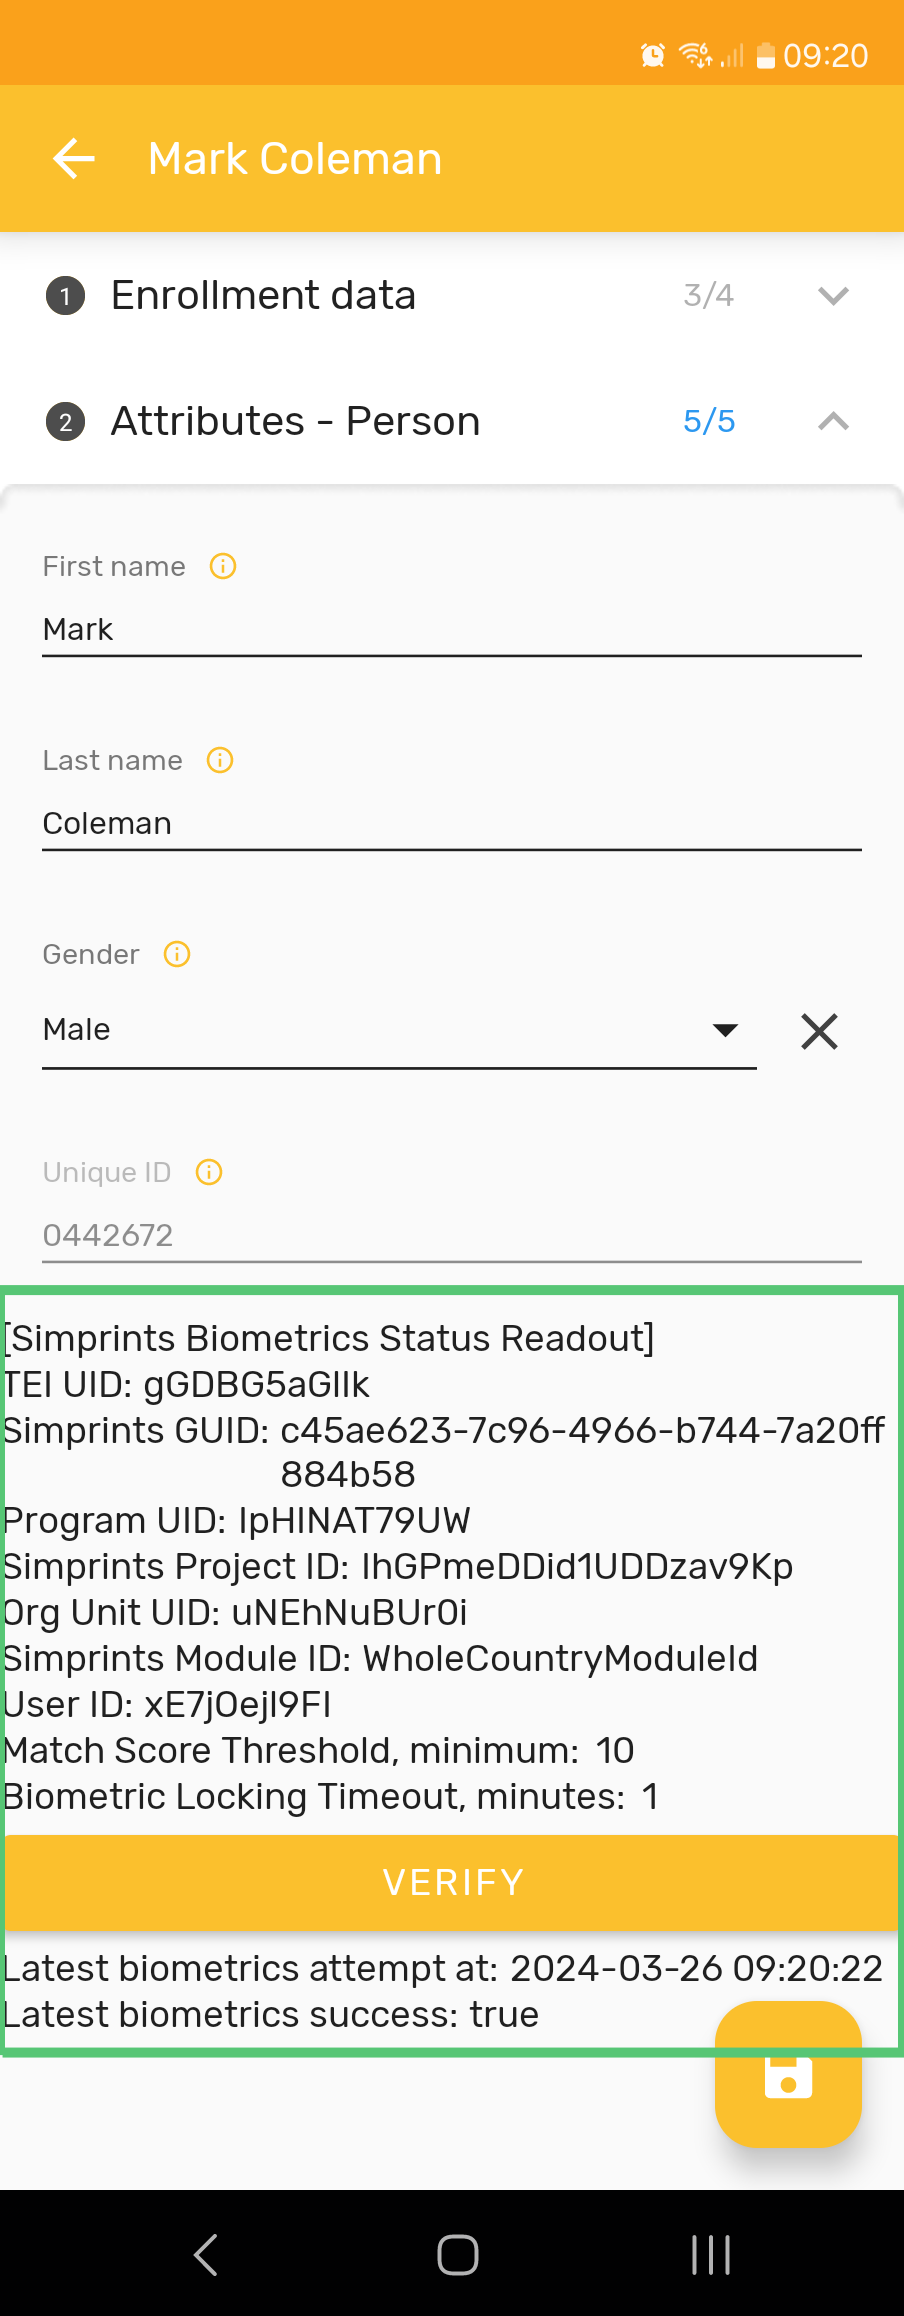 09:20
Mark Coleman
1 Enrollment data 3/4
2 Attributes - Person 5/5
First name
Mark
Last name
Coleman
Gender
Male
Unique ID
0442672
[Simprints Biometrics Status Readout]
TEI UID: gGDBG5aGlIk
Simprints GUID: c45ae623-7c96-4966-b744-7a20ff
884b58
Program UID: IpHINAT79UW
Simprints Project ID: IhGPmeDDid1UDDzav9Kp
Org Unit UID: uNEhNuBUr0i
Simprints Module ID: WholeCountryModuleId
User ID: xE7jOejl9FI
Match Score Threshold, minimum: 10
Biometric Locking Timeout, minutes: 1
VERIFY
Latest biometrics attempt at: 2024-03-26 09:20:22
Latest biometrics success: true